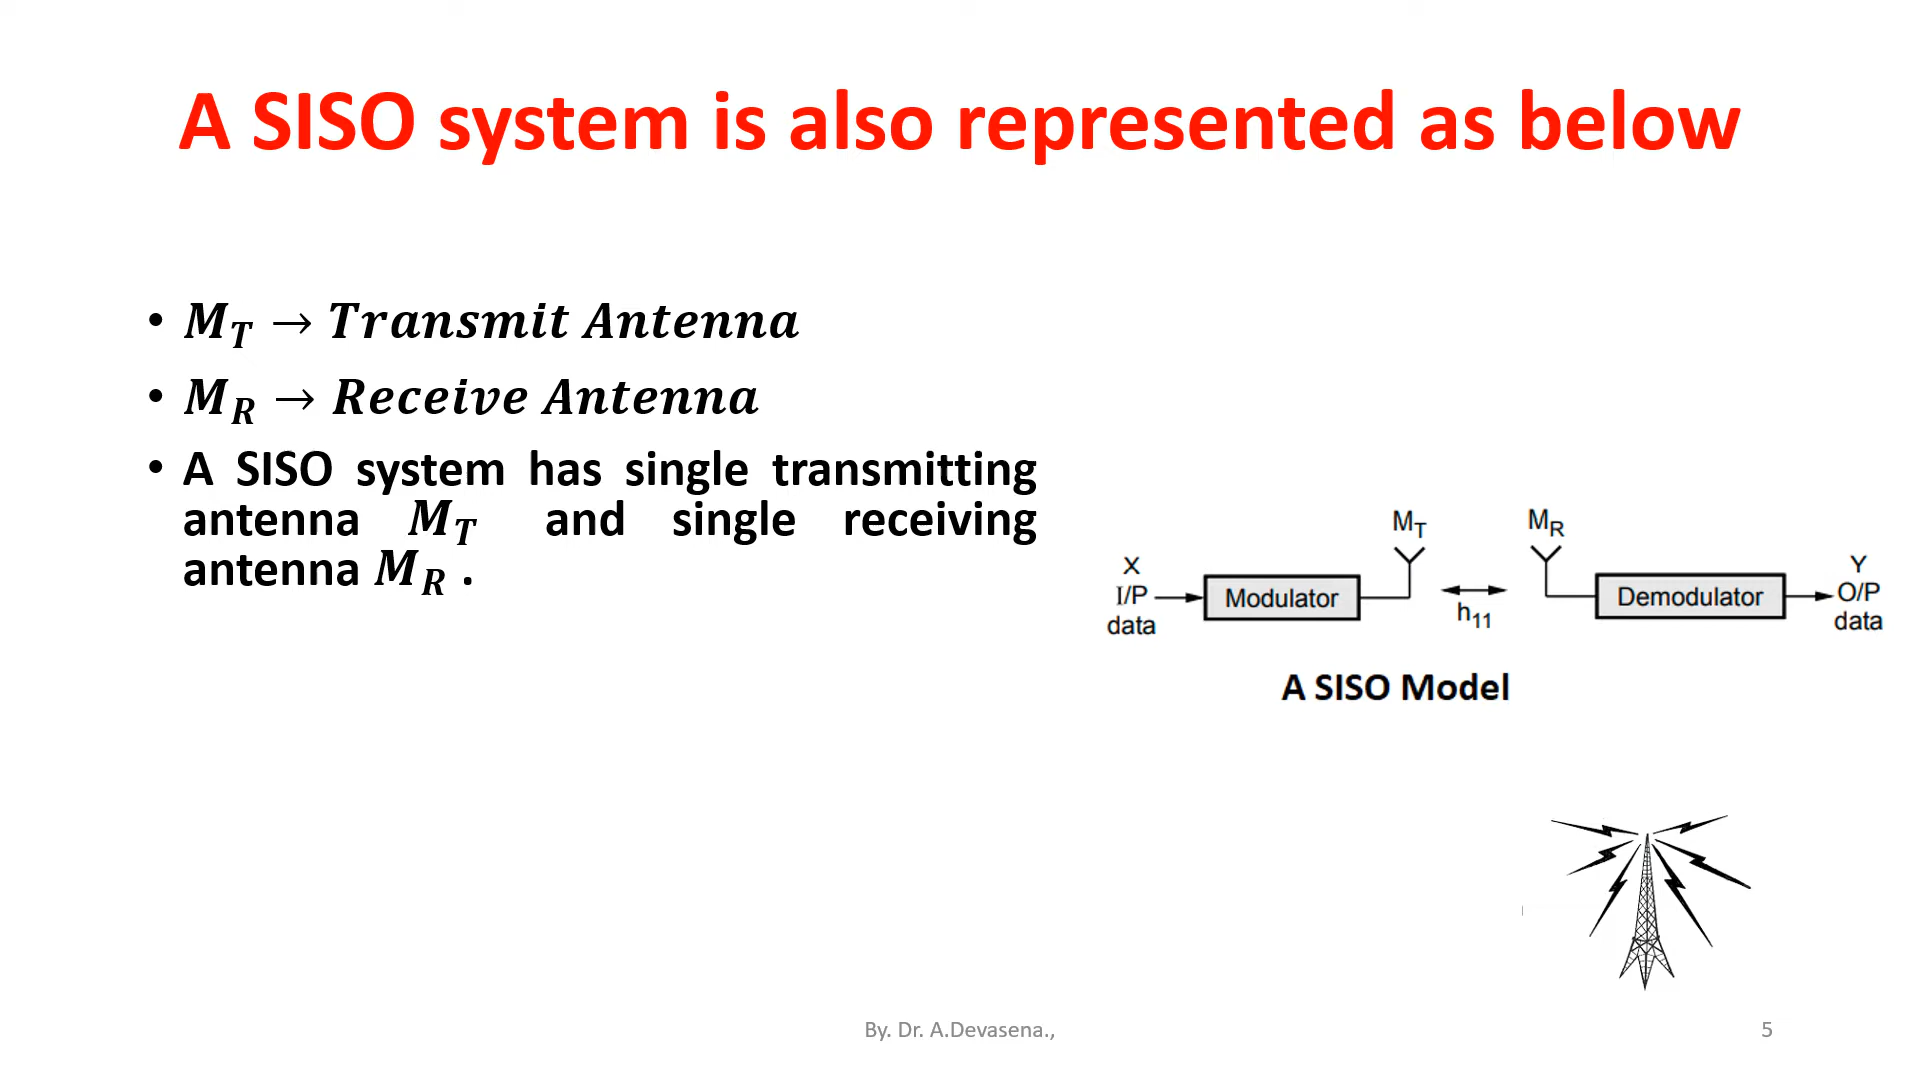 A SISO system is also represented as below
• M_T → Transmit Antenna
• M_R → Receive Antenna
• A SISO system has single transmitting
antenna M_T and single receiving
antenna M_R .
M_T
M_R
X
I/P
data
Modulator
h_11
Demodulator
Y
O/P
data
A SISO Model
By. Dr. A.Devasena.,
5